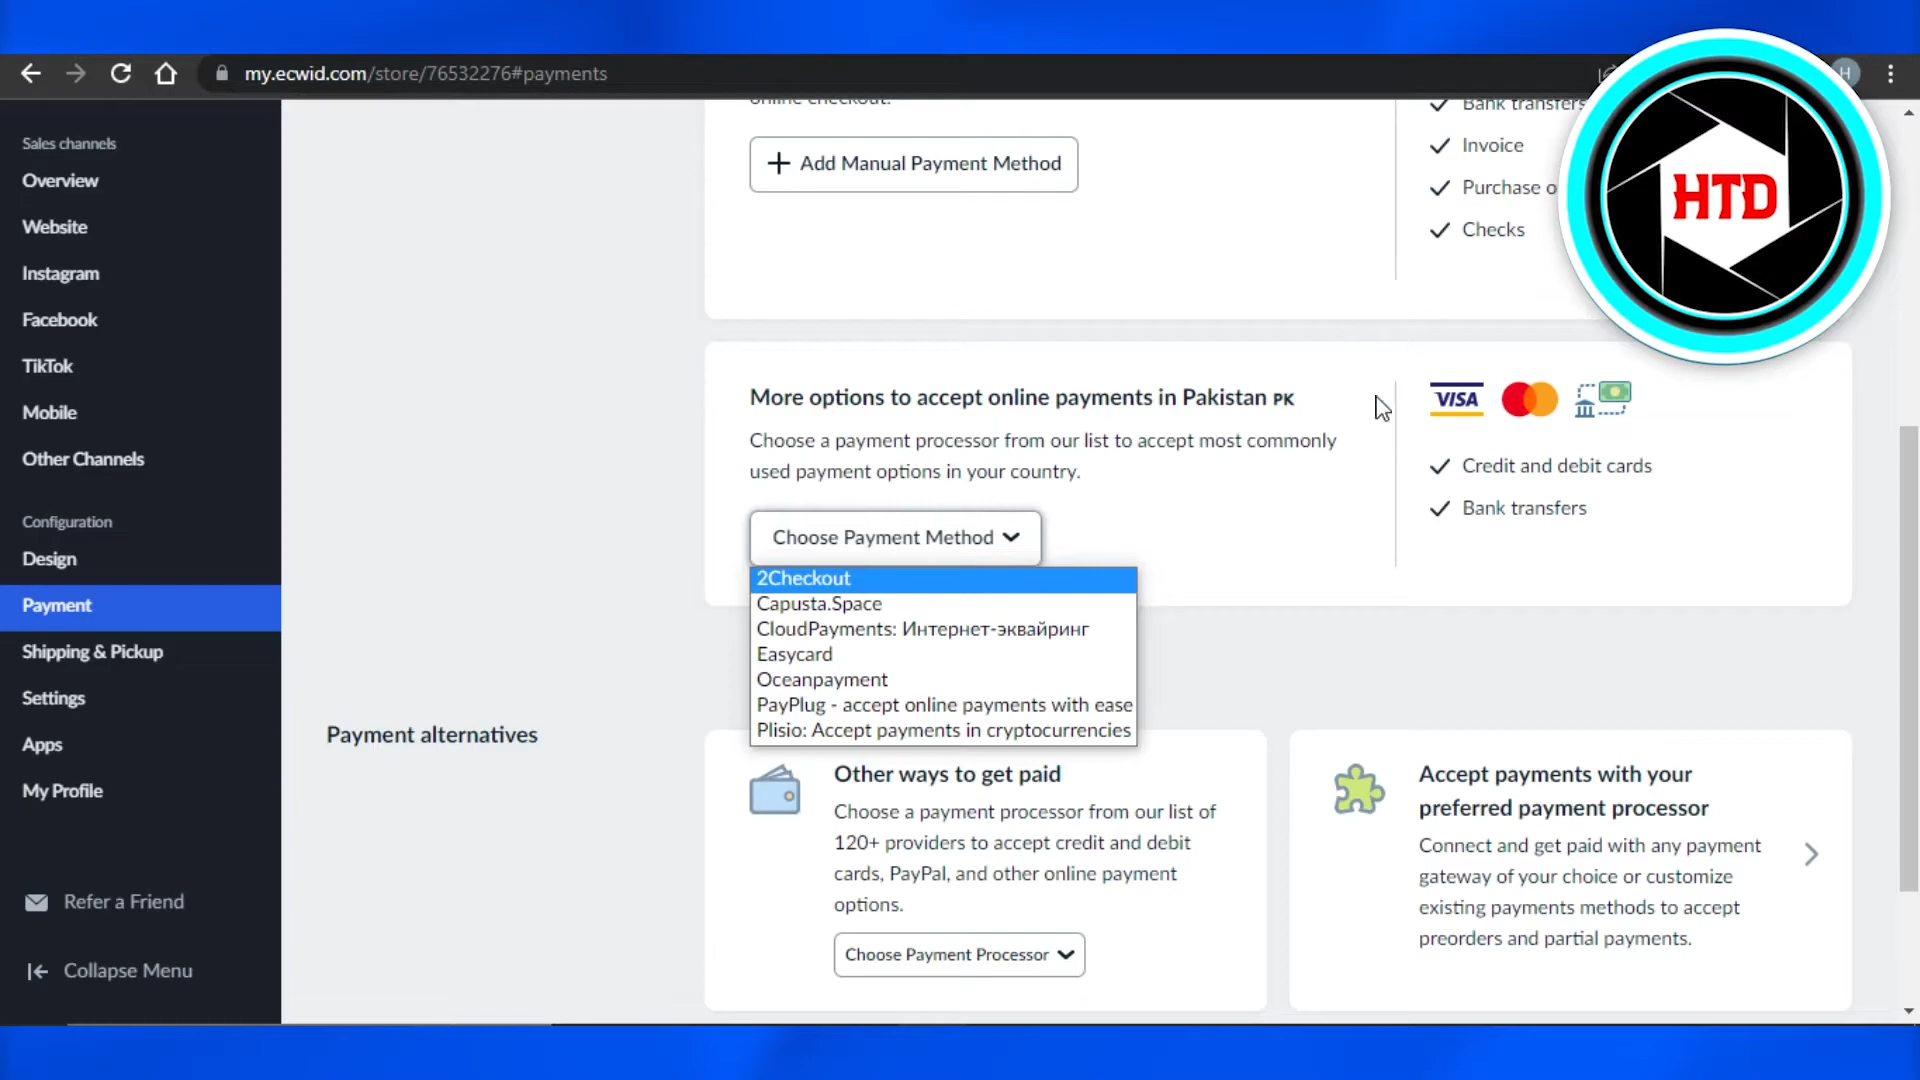 my.ecwid.com/store/76532276#payments
H
HTD
Sales channels
Overview
Website
Instagram
Facebook
TikTok
Mobile
Other Channels
Configuration
Design
Payment
Shipping & Pickup
Settings
Apps
My Profile
Refer a Friend
Collapse Menu
online checkout.
Add Manual Payment Method
Bank transfers
Invoice
Purchase o
Checks
More options to accept online payments in Pakistan PK
Choose a payment processor from our list to accept most commonly
used payment options in your country.
Choose Payment Method
2Checkout
Capusta.Space
CloudPayments: Интернет-эквайринг
Easycard
Oceanpayment
PayPlug - accept online payments with ease
Plisio: Accept payments in cryptocurrencies
VISA
Credit and debit cards
Bank transfers
Payment alternatives
Other ways to get paid
Choose a payment processor from our list of
120+ providers to accept credit and debit
cards, PayPal, and other online payment
options.
Choose Payment Processor
Accept payments with your
preferred payment processor
Connect and get paid with any payment
gateway of your choice or customize
existing payments methods to accept
preorders and partial payments.